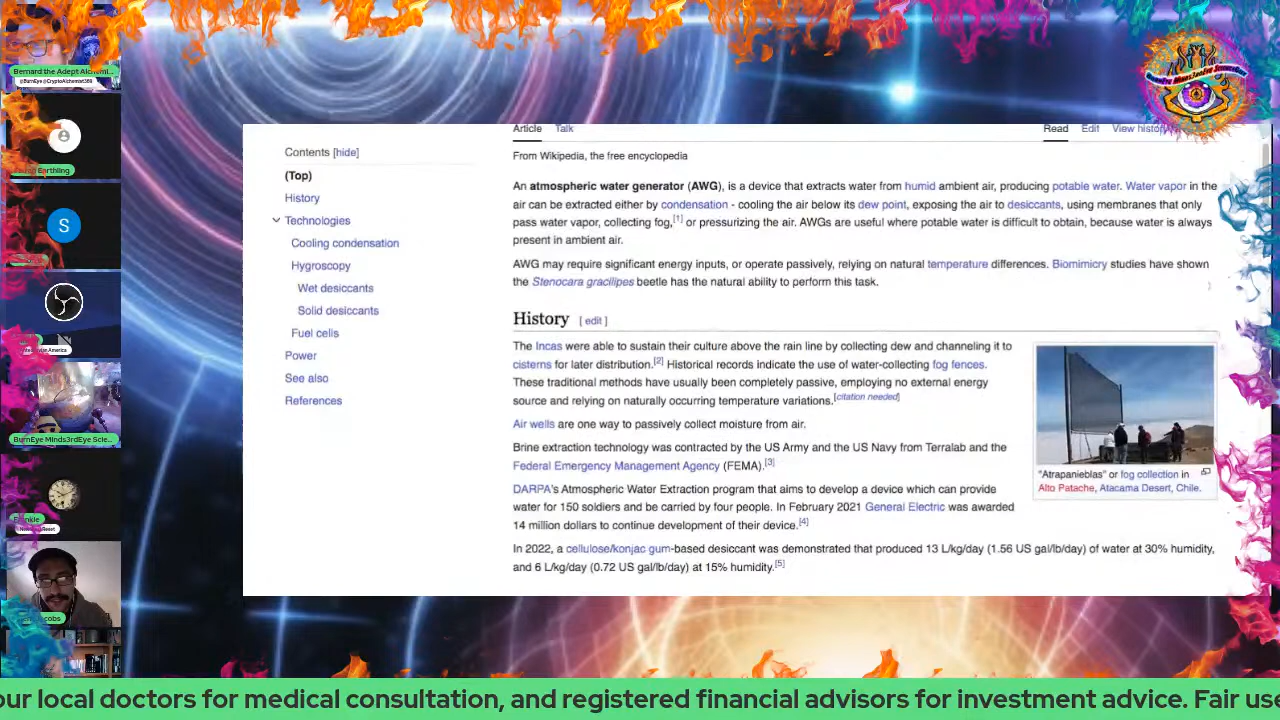 Bernard the Adept Alchemi...
@BurnEye @CryptoAlchemist369
Earthling
S
America
BurnEye Minds3rdEye Scie...
BurnEye Minds3rdEye
Article Talk
Read Edit View history
Contents [hide]
(Top)
History
Technologies
Cooling condensation
Hygroscopy
Wet desiccants
Solid desiccants
Fuel cells
Power
See also
References
From Wikipedia, the free encyclopedia
An atmospheric water generator (AWG), is a device that extracts water from humid ambient air, producing potable water. Water vapor in the
air can be extracted either by condensation - cooling the air below its dew point, exposing the air to desiccants, using membranes that only
pass water vapor, collecting fog,[1] or pressurizing the air. AWGs are useful where potable water is difficult to obtain, because water is always
present in ambient air.
AWG may require significant energy inputs, or operate passively, relying on natural temperature differences. Biomimicry studies have shown
the Stenocara gracilipes beetle has the natural ability to perform this task.
History [ edit ]
The Incas were able to sustain their culture above the rain line by collecting dew and channeling it to
cisterns for later distribution.[2] Historical records indicate the use of water-collecting fog fences.
These traditional methods have usually been completely passive, employing no external energy
source and relying on naturally occurring temperature variations.[citation needed]
Air wells are one way to passively collect moisture from air.
Brine extraction technology was contracted by the US Army and the US Navy from Terralab and the
Federal Emergency Management Agency (FEMA).[3]
DARPA's Atmospheric Water Extraction program that aims to develop a device which can provide
water for 150 soldiers and be carried by four people. In February 2021 General Electric was awarded
14 million dollars to continue development of their device.[4]
In 2022, a cellulose/konjac gum-based desiccant was demonstrated that produced 13 L/kg/day (1.56 US gal/lb/day) of water at 30% humidity,
and 6 L/kg/day (0.72 US gal/lb/day) at 15% humidity.[5]
"Atrapanieblas" or fog collection in
Alto Patache, Atacama Desert, Chile.
our local doctors for medical consultation, and registered financial advisors for investment advice. Fair use